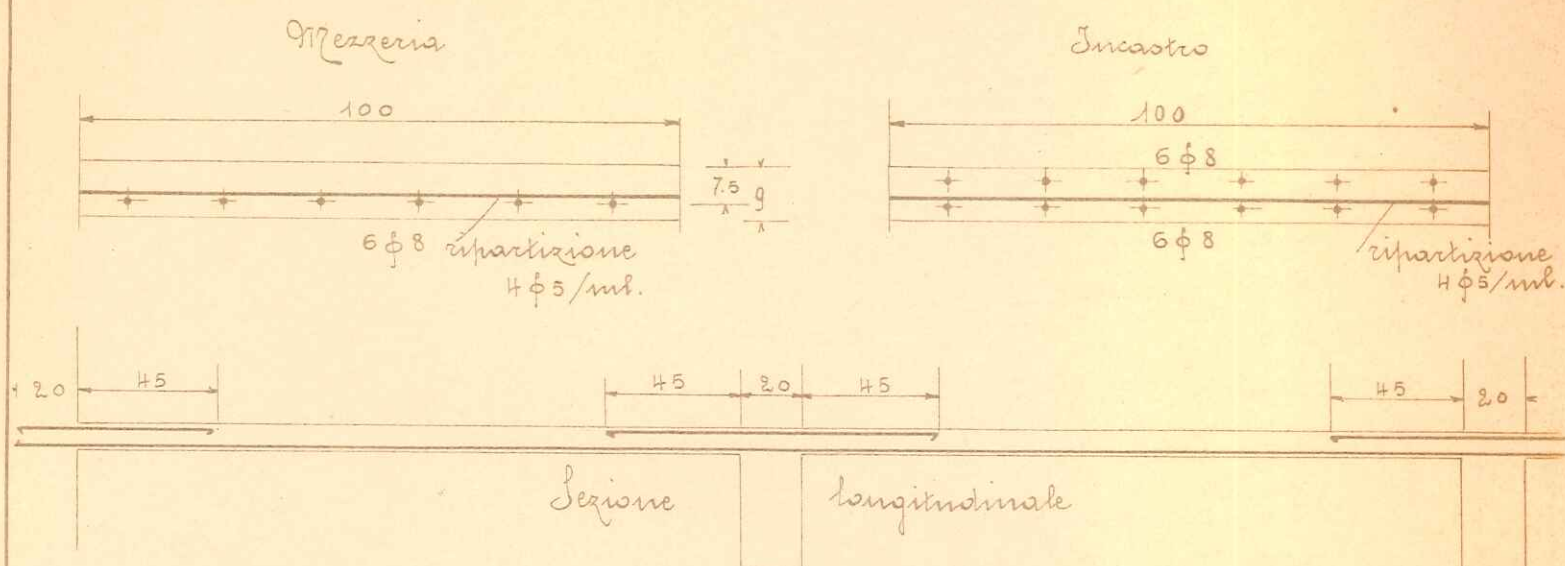 Mezzeria
Incastro
100
100
6 ϕ 8
7.5
9
6 ϕ 8
ripartizione
4 ϕ 5/ml.
6 ϕ 8
ripartizione
4 ϕ 5/ml.
20
45
45
20
45
45
20
Sezione longitudinale